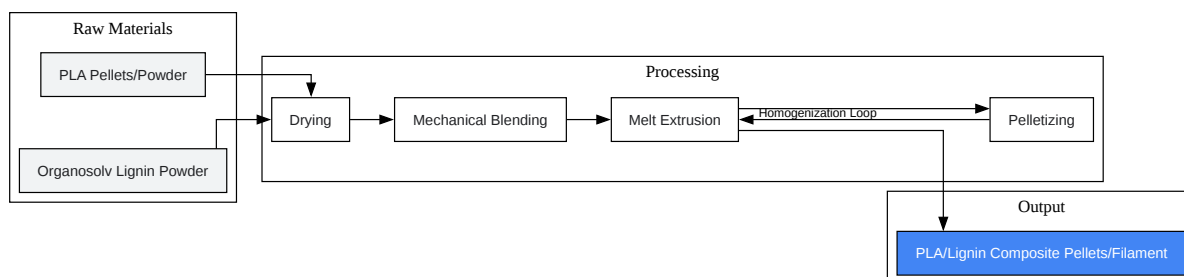 Raw Materials
PLA Pellets/Powder
Organosolv Lignin Powder
Processing
Drying
Mechanical Blending
Melt Extrusion
Homogenization Loop
Pelletizing
Output
PLA/Lignin Composite Pellets/Filament